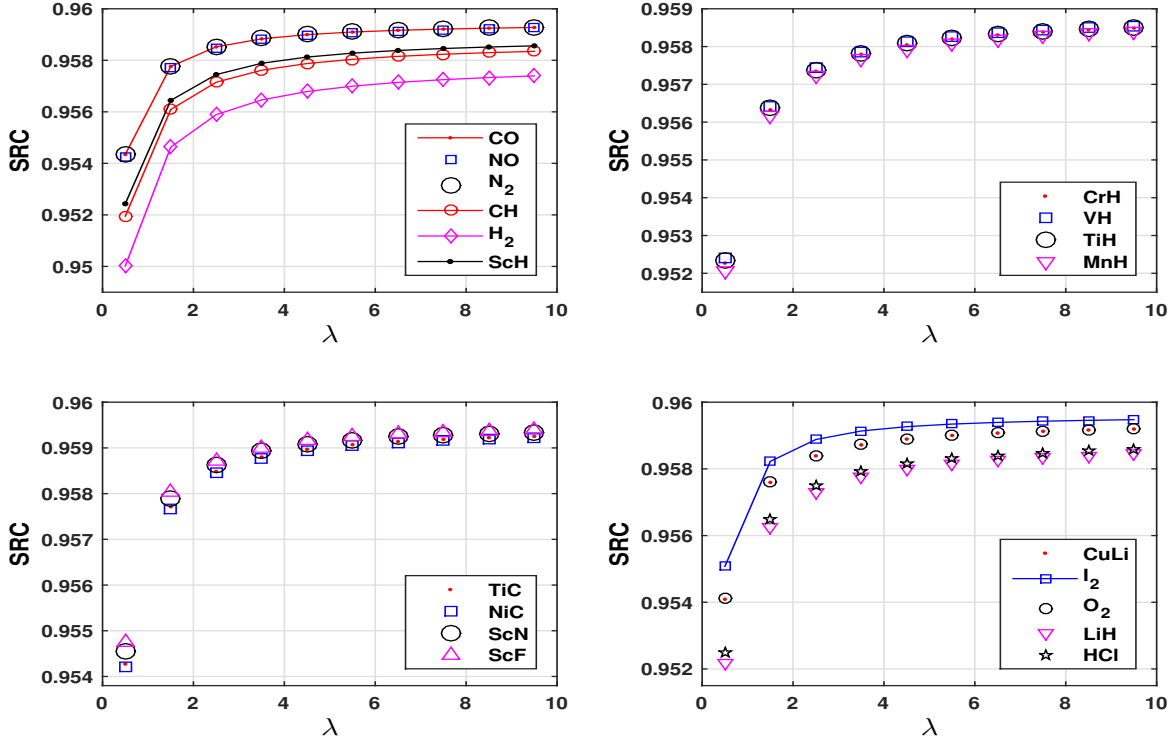 0.96
0.958
0.956
0.954
0.952
0.95
SRC
0 2 4 6 8 10
λ
CO
NO
N₂
CH
H₂
ScH
0.959
0.958
0.957
0.956
0.955
0.954
0.953
0.952
SRC
0 2 4 6 8 10
λ
CrH
VH
TiH
MnH
0.96
0.959
0.958
0.957
0.956
0.955
0.954
SRC
0 2 4 6 8 10
λ
TiC
NiC
ScN
ScF
0.96
0.958
0.956
0.954
0.952
SRC
0 2 4 6 8 10
λ
CuLi
I₂
O₂
LiH
HCl